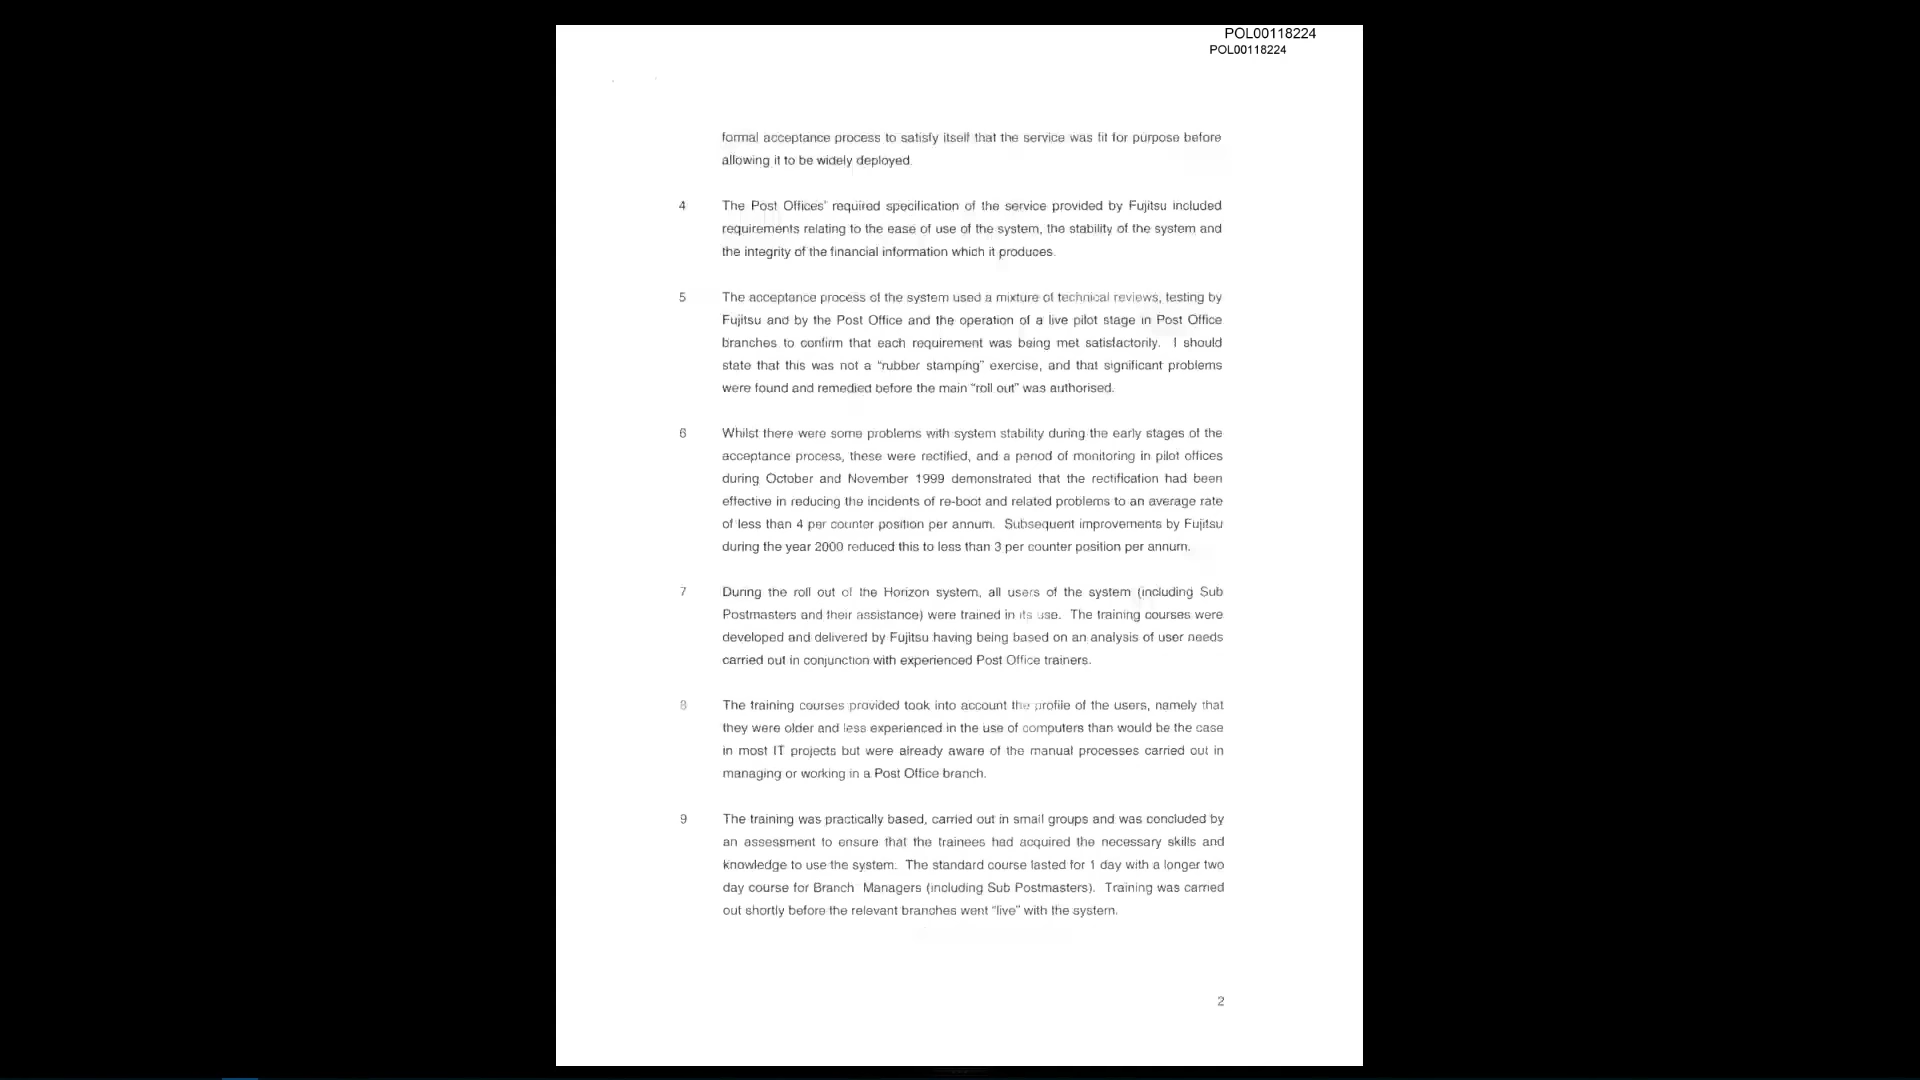 POL00118224
POL00118224
formal acceptance process to satisfy itself that the service was fit for purpose before
allowing it to be widely deployed.
4 The Post Offices' required specification of the service provided by Fujitsu included
requirements relating to the ease of use of the system, the stability of the system and
the integrity of the financial information which it produces.
5 The acceptance process of the system used a mixture of technical reviews, testing by
Fujitsu and by the Post Office and the operation of a live pilot stage in Post Office
branches to confirm that each requirement was being met satisfactorily. I should
state that this was not a “rubber stamping” exercise, and that significant problems
were found and remedied before the main “roll out” was authorised.
6 Whilst there were some problems with system stability during the early stages of the
acceptance process, these were rectified, and a period of monitoring in pilot offices
during October and November 1999 demonstrated that the rectification had been
effective in reducing the incidents of re-boot and related problems to an average rate
of less than 4 per counter position per annum. Subsequent improvements by Fujitsu
during the year 2000 reduced this to less than 3 per counter position per annum.
7 During the roll out of the Horizon system, all users of the system (including Sub
Postmasters and their assistance) were trained in its use. The training courses were
developed and delivered by Fujitsu having being based on an analysis of user needs
carried out in conjunction with experienced Post Office trainers.
8 The training courses provided took into account the profile of the users, namely that
they were older and less experienced in the use of computers than would be the case
in most IT projects but were already aware of the manual processes carried out in
managing or working in a Post Office branch.
9 The training was practically based, carried out in small groups and was concluded by
an assessment to ensure that the trainees had acquired the necessary skills and
knowledge to use the system. The standard course lasted for 1 day with a longer two
day course for Branch Managers (including Sub Postmasters). Training was carried
out shortly before the relevant branches went “live” with the system.
2